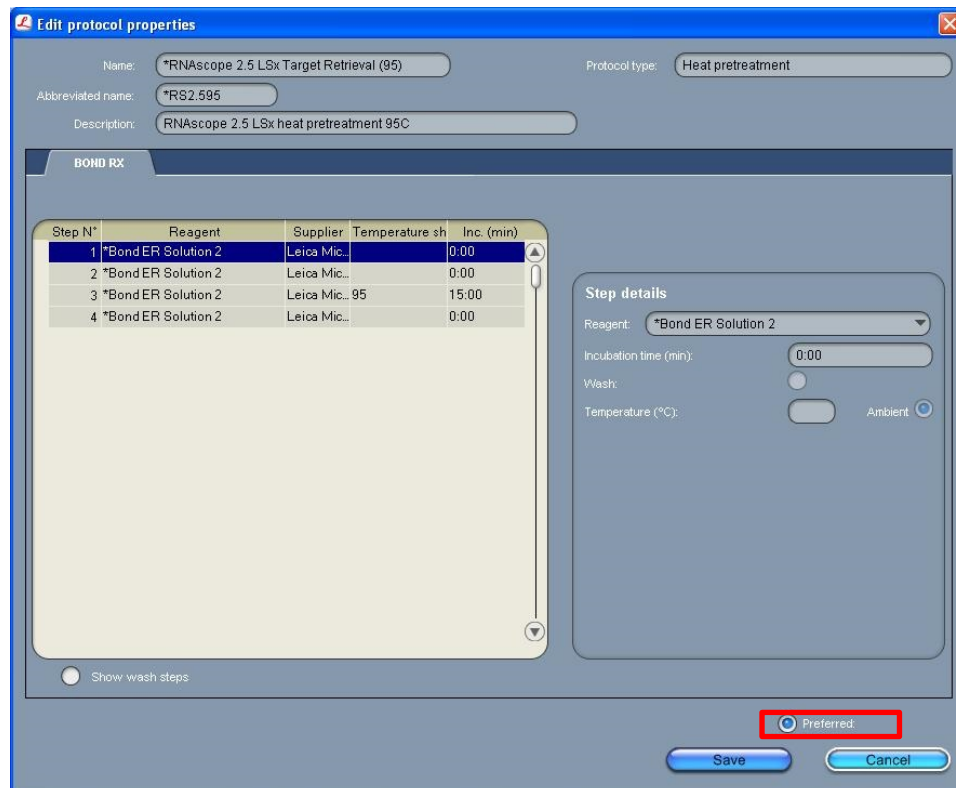 Edit protocol properties
Name: *RNAscope 2.5 LSx Target Retrieval (95) Protocol type: Heat pretreatment
Abbreviated name: *RS2.595
Description: RNAscope 2.5 LSx heat pretreatment 95C
BOND RX
Step N° Reagent Supplier Temperature sh Inc. (min)
1 *Bond ER Solution 2 Leica Mic... 0:00
2 *Bond ER Solution 2 Leica Mic... 0:00
3 *Bond ER Solution 2 Leica Mic... 95 15:00
4 *Bond ER Solution 2 Leica Mic... 0:00
Step details
Reagent: *Bond ER Solution 2
Incubation time (min): 0:00
Wash:
Temperature (°C): Ambient
Show wash steps
Preferred:
Save Cancel